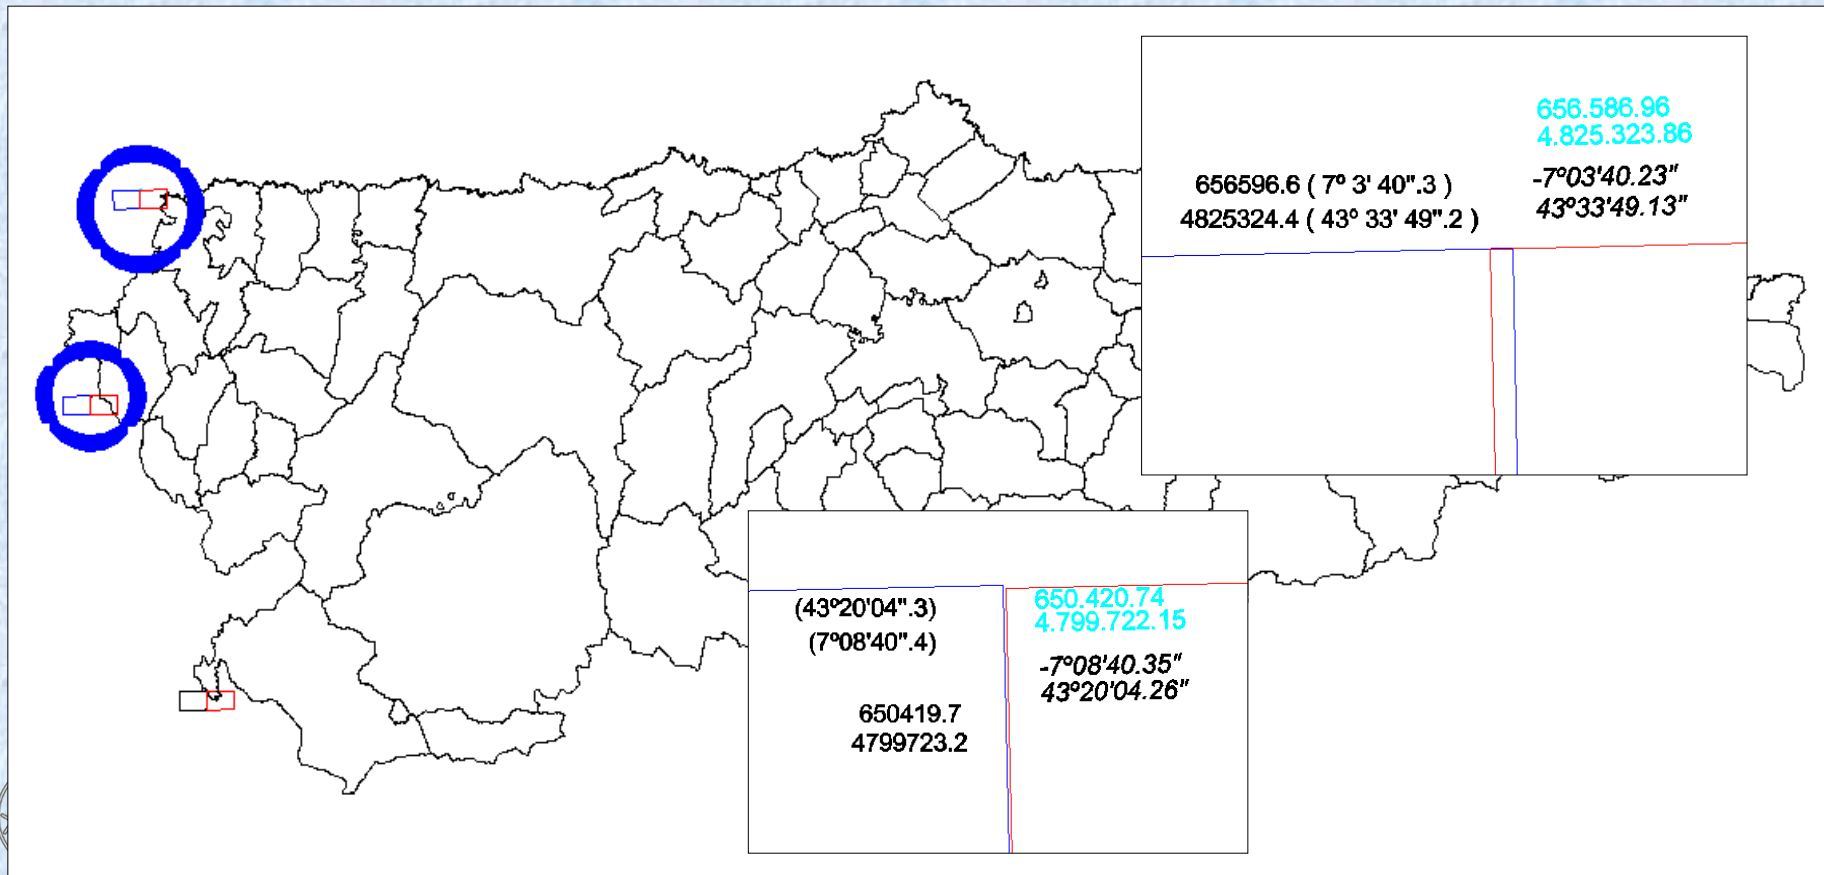 656.586.96
4.825.323.86
656596.6 ( 7º 3' 40".3 )
4825324.4 ( 43º 33' 49".2 )
-7º03'40.23"
43º33'49.13"
(43º20'04".3)
(7º08'40".4)
650419.7
4799723.2
650.420.74
4.799.722.15
-7º08'40.35"
43º20'04.26"